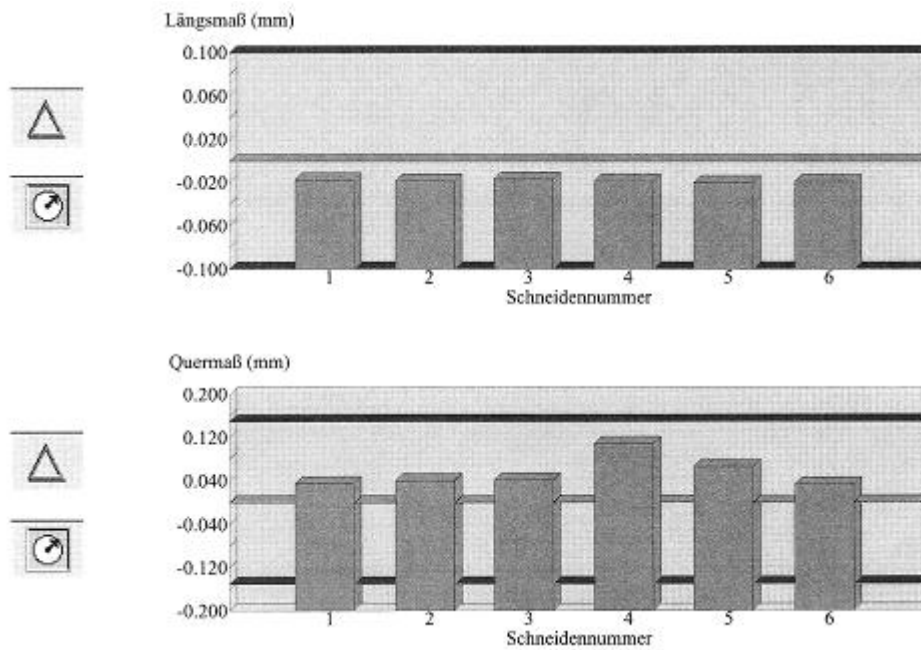 Längsmaß (mm)
0.100
0.060
0.020
-0.020
-0.060
-0.100
1 2 3 4 5 6
Schneidennummer
Quermaß (mm)
0.200
0.120
0.040
-0.040
-0.120
-0.200
1 2 3 4 5 6
Schneidennummer